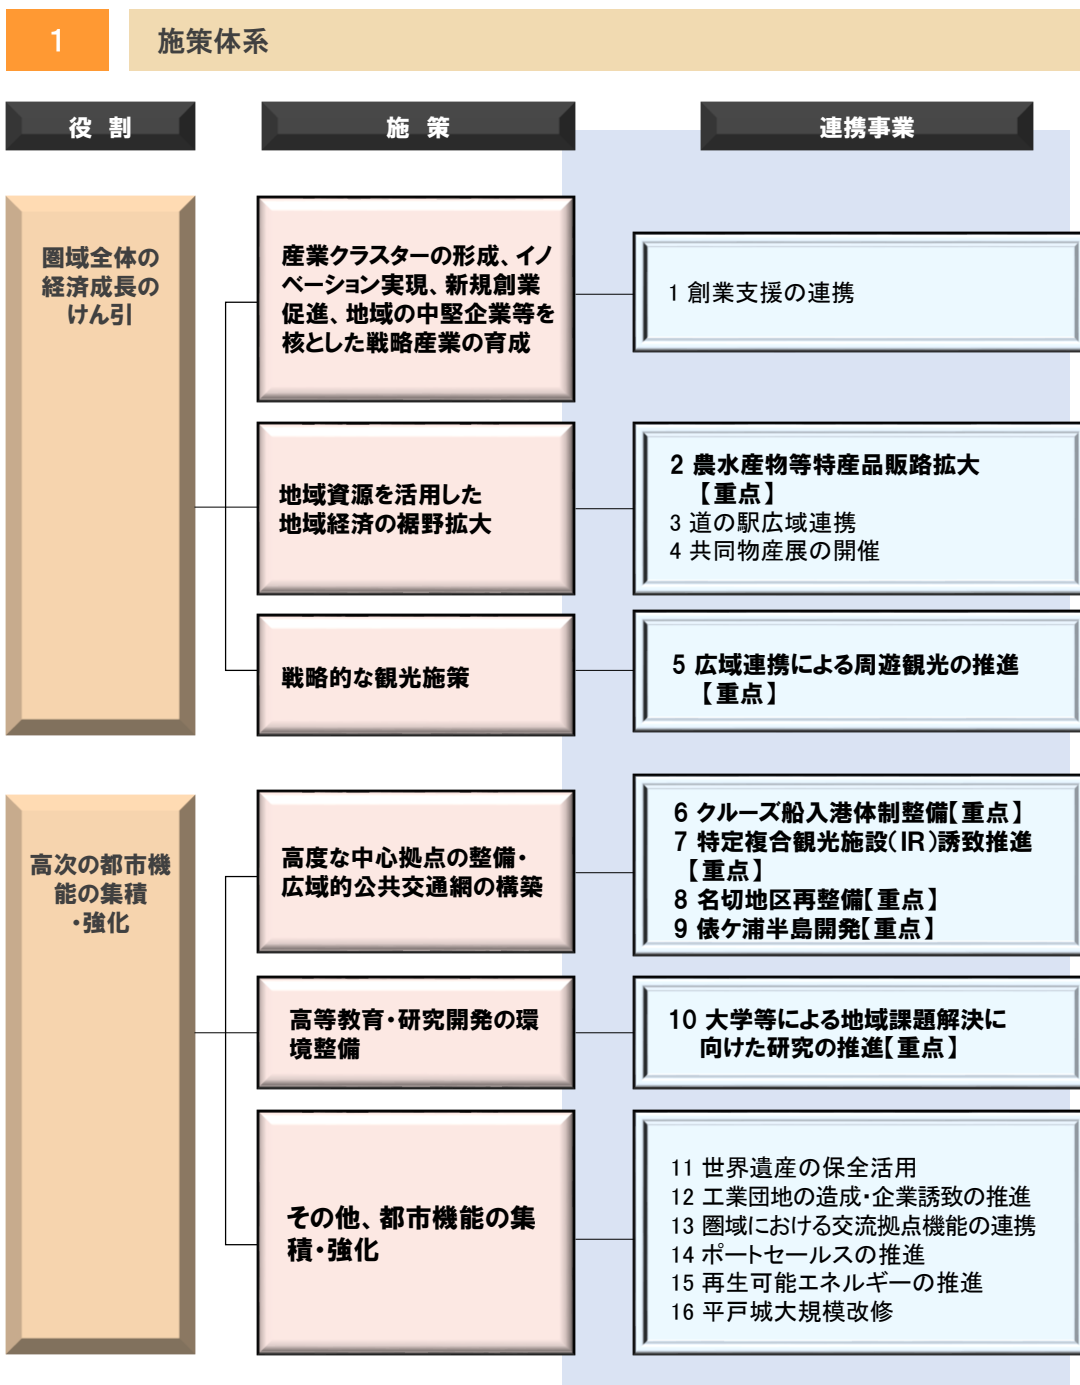 1
施策体系
役 割
施 策
連携事業
圏域全体の
経済成長の
けん引
産業クラスターの形成、イノ
ベーション実現、新規創業
促進、地域の中堅企業等を
核とした戦略産業の育成
1 創業支援の連携
地域資源を活用した
地域経済の裾野拡大
2 農水産物等特産品販路拡大
【重点】
3 道の駅広域連携
4 共同物産展の開催
戦略的な観光施策
5 広域連携による周遊観光の推進
【重点】
高次の都市機
能の集積
・強化
高度な中心拠点の整備・
広域的公共交通網の構築
6 クルーズ船入港体制整備【重点】
7 特定複合観光施設（IR）誘致推進
【重点】
8 名切地区再整備【重点】
9 俵ケ浦半島開発【重点】
高等教育・研究開発の環
境整備
10 大学等による地域課題解決に
向けた研究の推進【重点】
その他、都市機能の集
積・強化
11 世界遺産の保全活用
12 工業団地の造成・企業誘致の推進
13 圏域における交流拠点機能の連携
14 ポートセールスの推進
15 再生可能エネルギーの推進
16 平戸城大規模改修